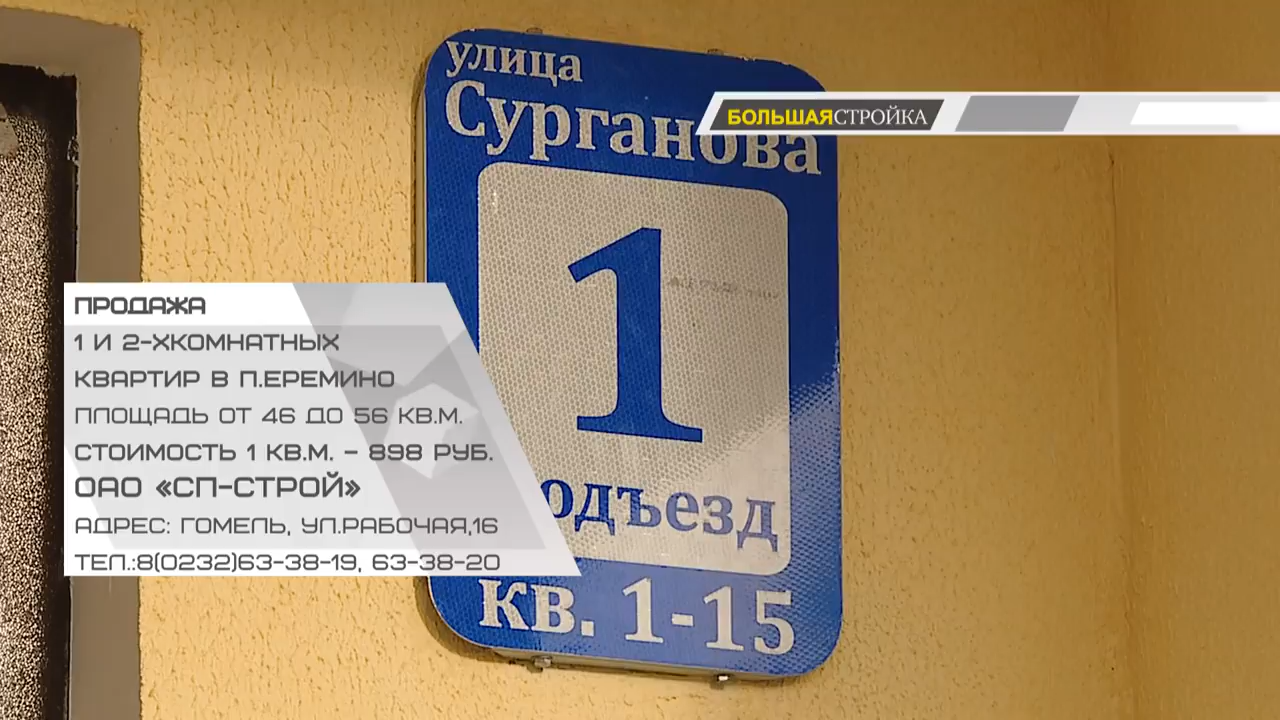 улица
Сурганова
БОЛЬШАЯСТРОЙКА
1
одъезд
кв. 1-15
ПРОДАЖА
1 И 2-ХКОМНАТНЫХ
КВАРТИР В П.ЕРЕМИНО
ПЛОЩАДЬ ОТ 46 ДО 56 КВ.М.
СТОИМОСТЬ 1 КВ.М. - 898 РУБ.
ОАО «СП-СТРОЙ»
АДРЕС: ГОМЕЛЬ, УЛ.РАБОЧАЯ,16
ТЕЛ.:8(0232)63-38-19, 63-38-20